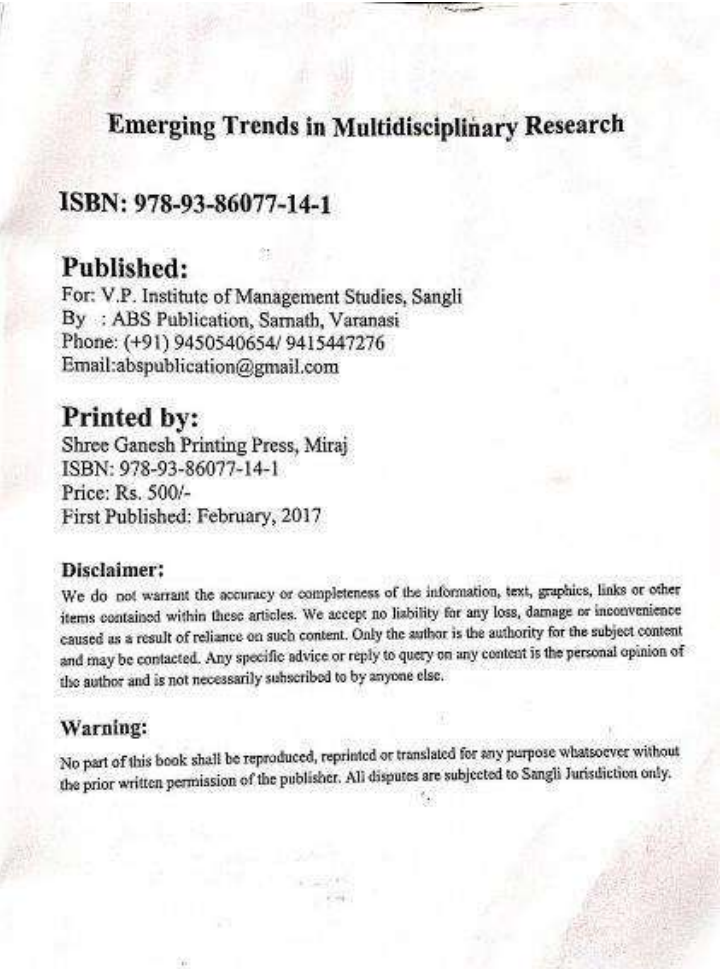 Emerging Trends in Multidisciplinary Research
ISBN: 978-93-86077-14-1
Published:
For: V.P. Institute of Management Studies, Sangli
By : ABS Publication, Sarnath, Varanasi
Phone: (+91) 9450540654/ 9415447276
Email:abspublication@gmail.com
Printed by:
Shree Ganesh Printing Press, Miraj
ISBN: 978-93-86077-14-1
Price: Rs. 500/-
First Published: February, 2017
Disclaimer:
We do not warrant the accuracy or completeness of the information, text, graphics, links or other
items contained within these articles. We accept no liability for any loss, damage or inconvenience
caused as a result of reliance on such content. Only the author is the authority for the subject content
and may be contacted. Any specific advice or reply to query on any content is the personal opinion of
the author and is not necessarily subscribed to by anyone else.
Warning:
No part of this book shall be reproduced, reprinted or translated for any purpose whatsoever without
the prior written permission of the publisher. All disputes are subjected to Sangli Jurisdiction only.